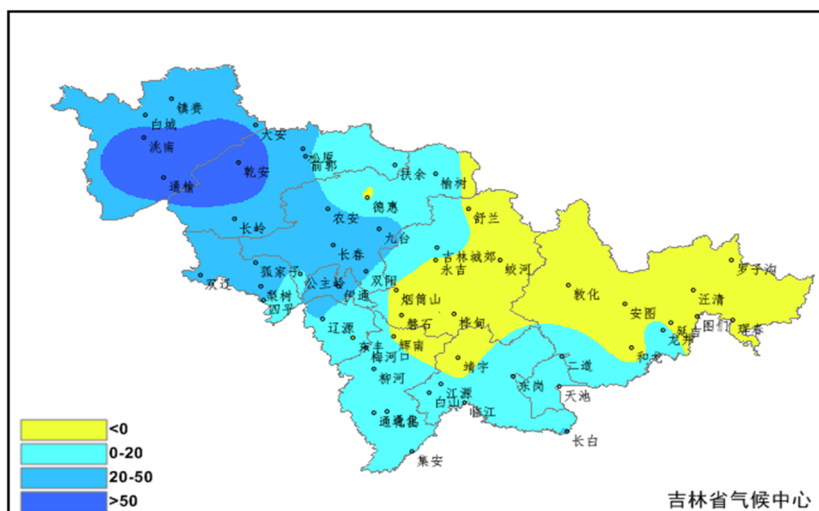 镇赉
白城
大安
洮南
松原
前郭
乾安
扶余
通榆
榆树
德惠
农安
舒兰
长岭
九台
长春
吉林城郊
永吉
蛟河
罗子沟
孤家子
双阳
双辽
公主岭
伊通
梨树
烟筒山
敦化
汪清
四平
安图
图们
珲春
辽源
磐石
桦甸
延吉
龙井
东丰
辉南
和龙
梅河口
靖宇
二道
柳河
东岗
江源
天池
白山
临江
通化
长白
集安
<0
0-20
20-50
>50
吉林省气候中心